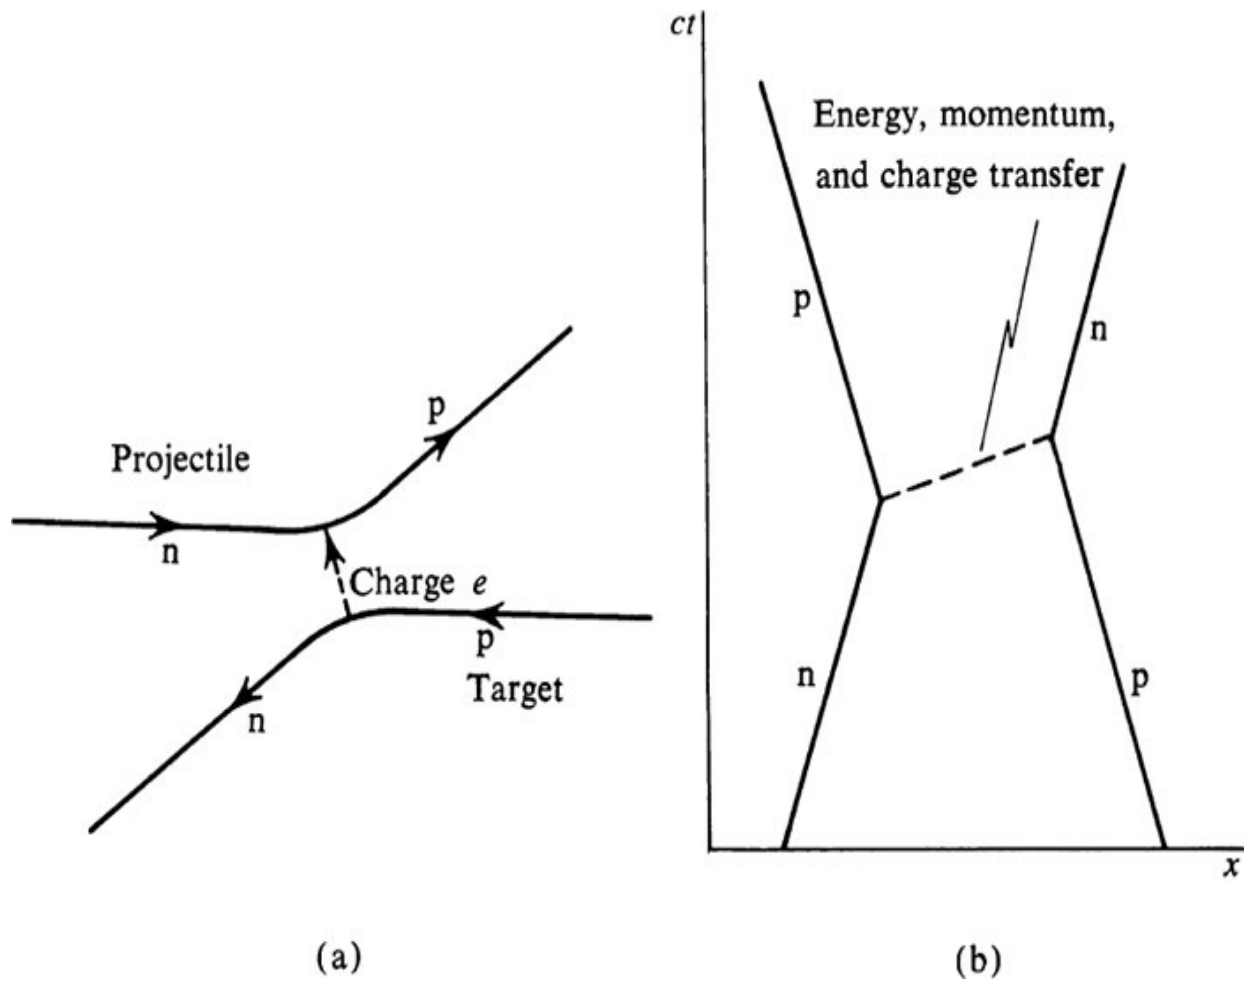 Projectile
n
p
Charge e
p
Target
n
(a)
ct
Energy, momentum,
and charge transfer
p
n
n
p
x
(b)